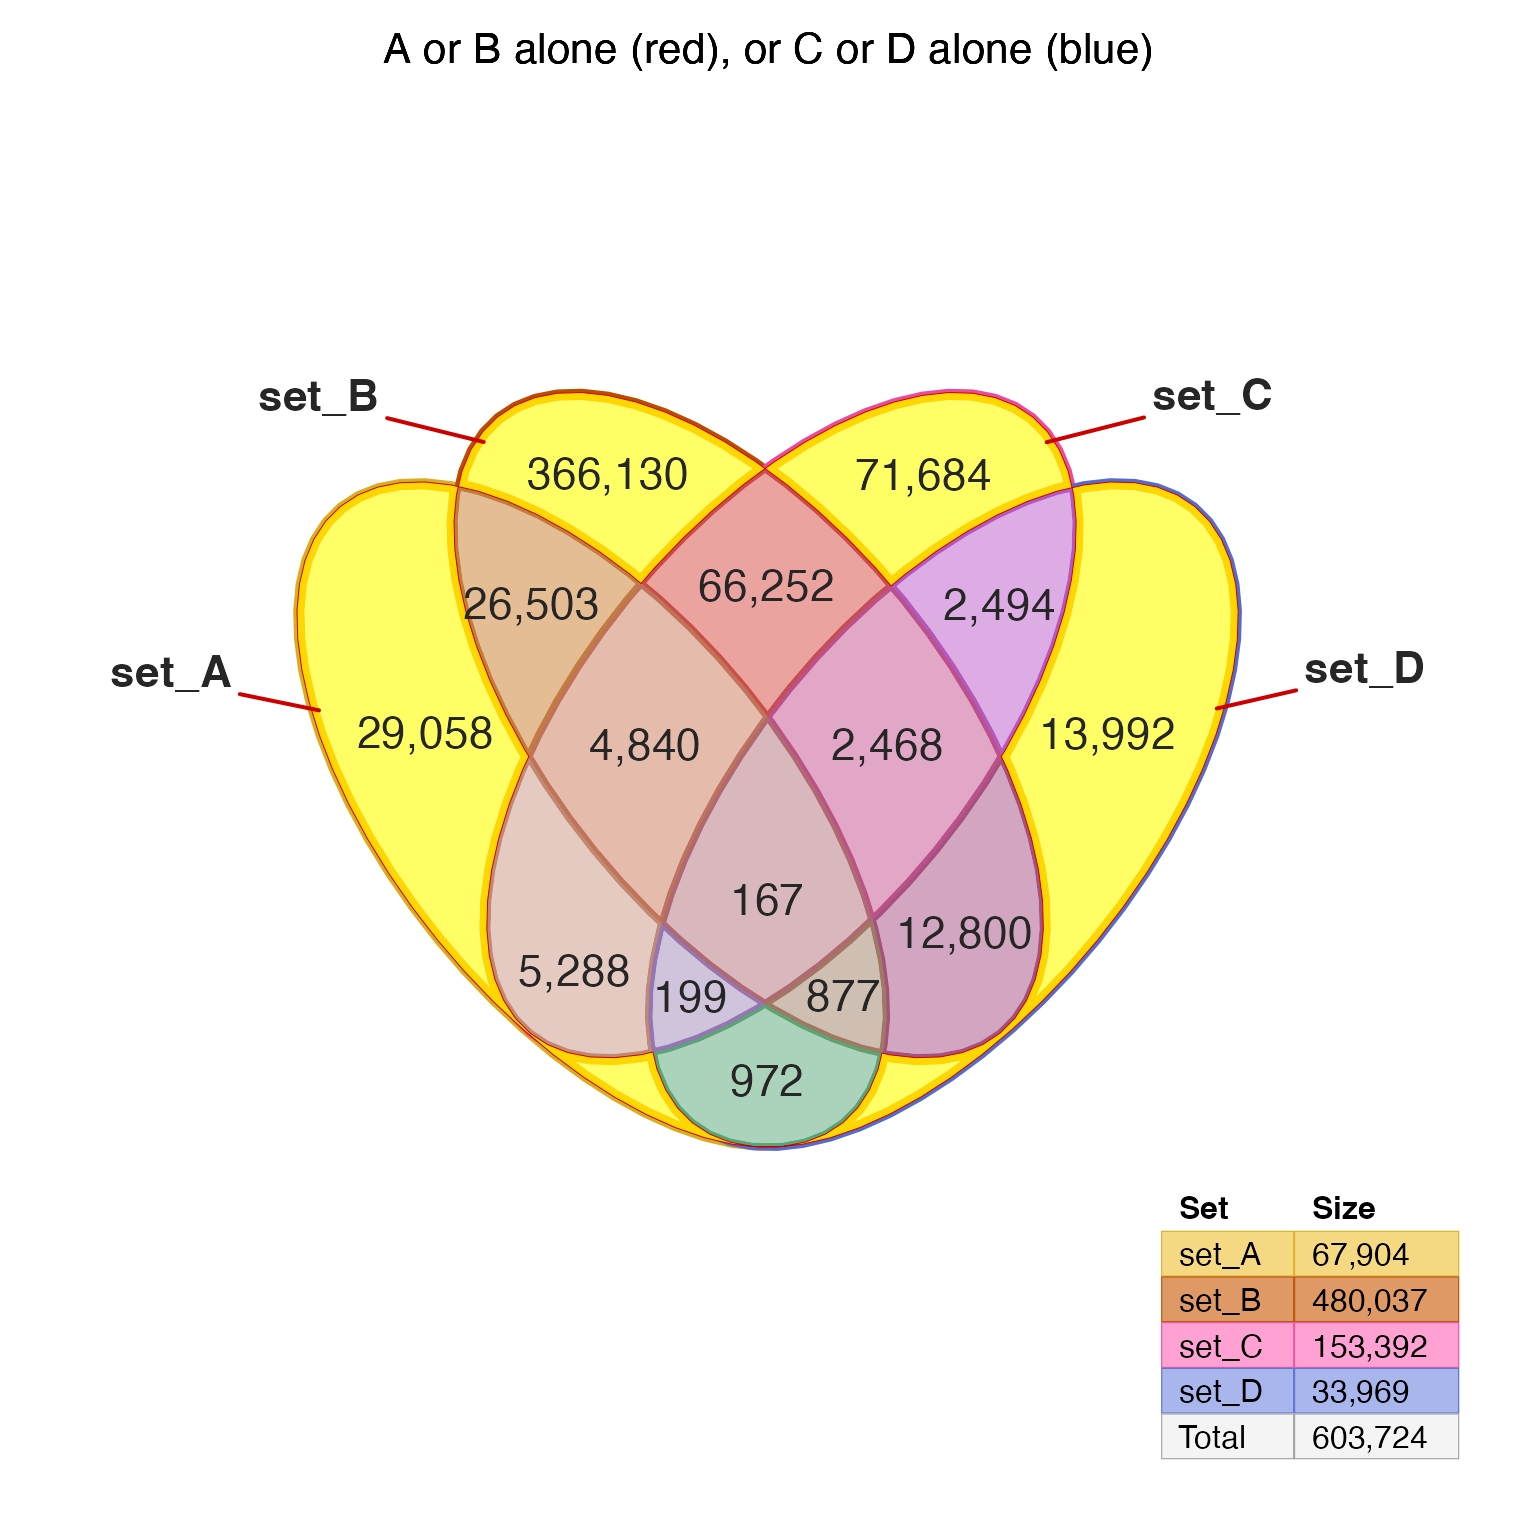 A or B alone (red), or C or D alone (blue)
set_B
set_C
366,130
71,684
26,503
66,252
2,494
set_A
set_D
29,058
4,840
2,468
13,992
167
12,800
5,288
199
877
972
Set Size
set_A 67,904
set_B 480,037
set_C 153,392
set_D 33,969
Total 603,724